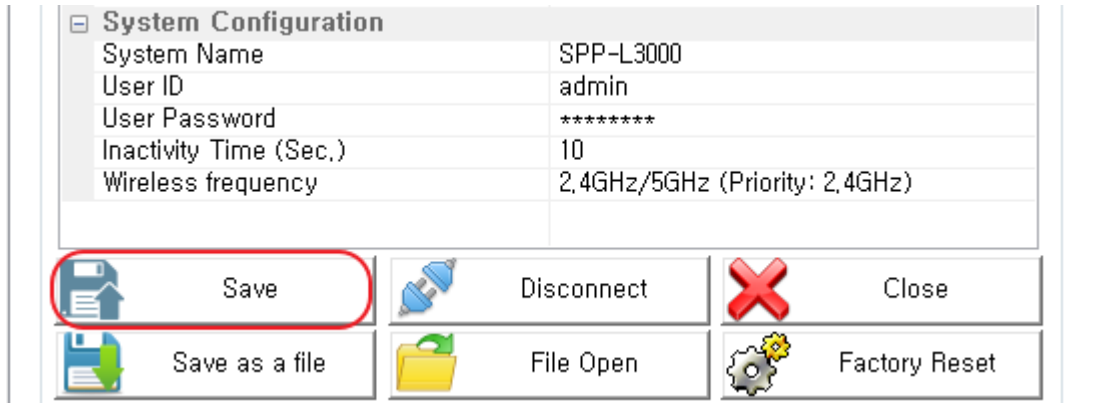 System Configuration
System Name SPP-L3000
User ID admin
User Password ********
Inactivity Time (Sec.) 10
Wireless frequency 2.4GHz/5GHz (Priority: 2.4GHz)
Save Disconnect Close
Save as a file File Open Factory Reset